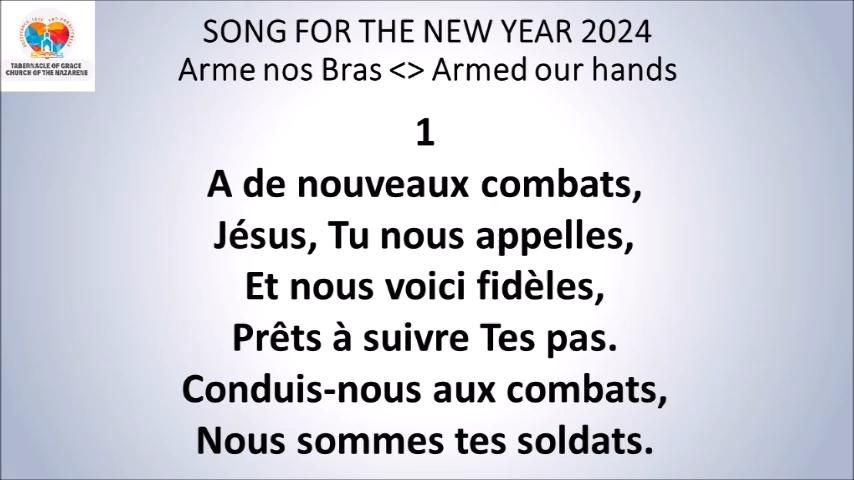 SONG FOR THE NEW YEAR 2024
Arme nos Bras <> Armed our hands
TABERNACLE OF GRACE
CHURCH OF THE NAZARENE
1
A de nouveaux combats,
Jésus, Tu nous appelles,
Et nous voici fidèles,
Prêts à suivre Tes pas.
Conduis-nous aux combats,
Nous sommes tes soldats.